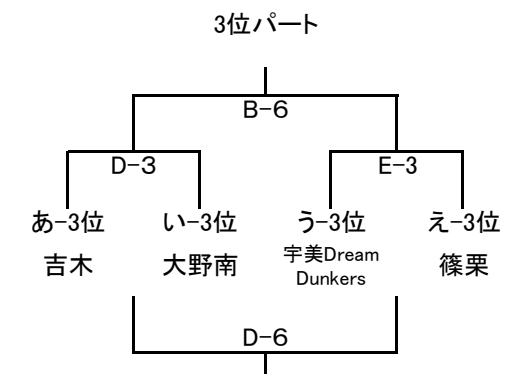 3位パート
B-6
D-3
E-3
あ-3位
い-3位
う-3位
え-3位
吉木
大野南
宇美Dream
Dunkers
篠栗
D-6